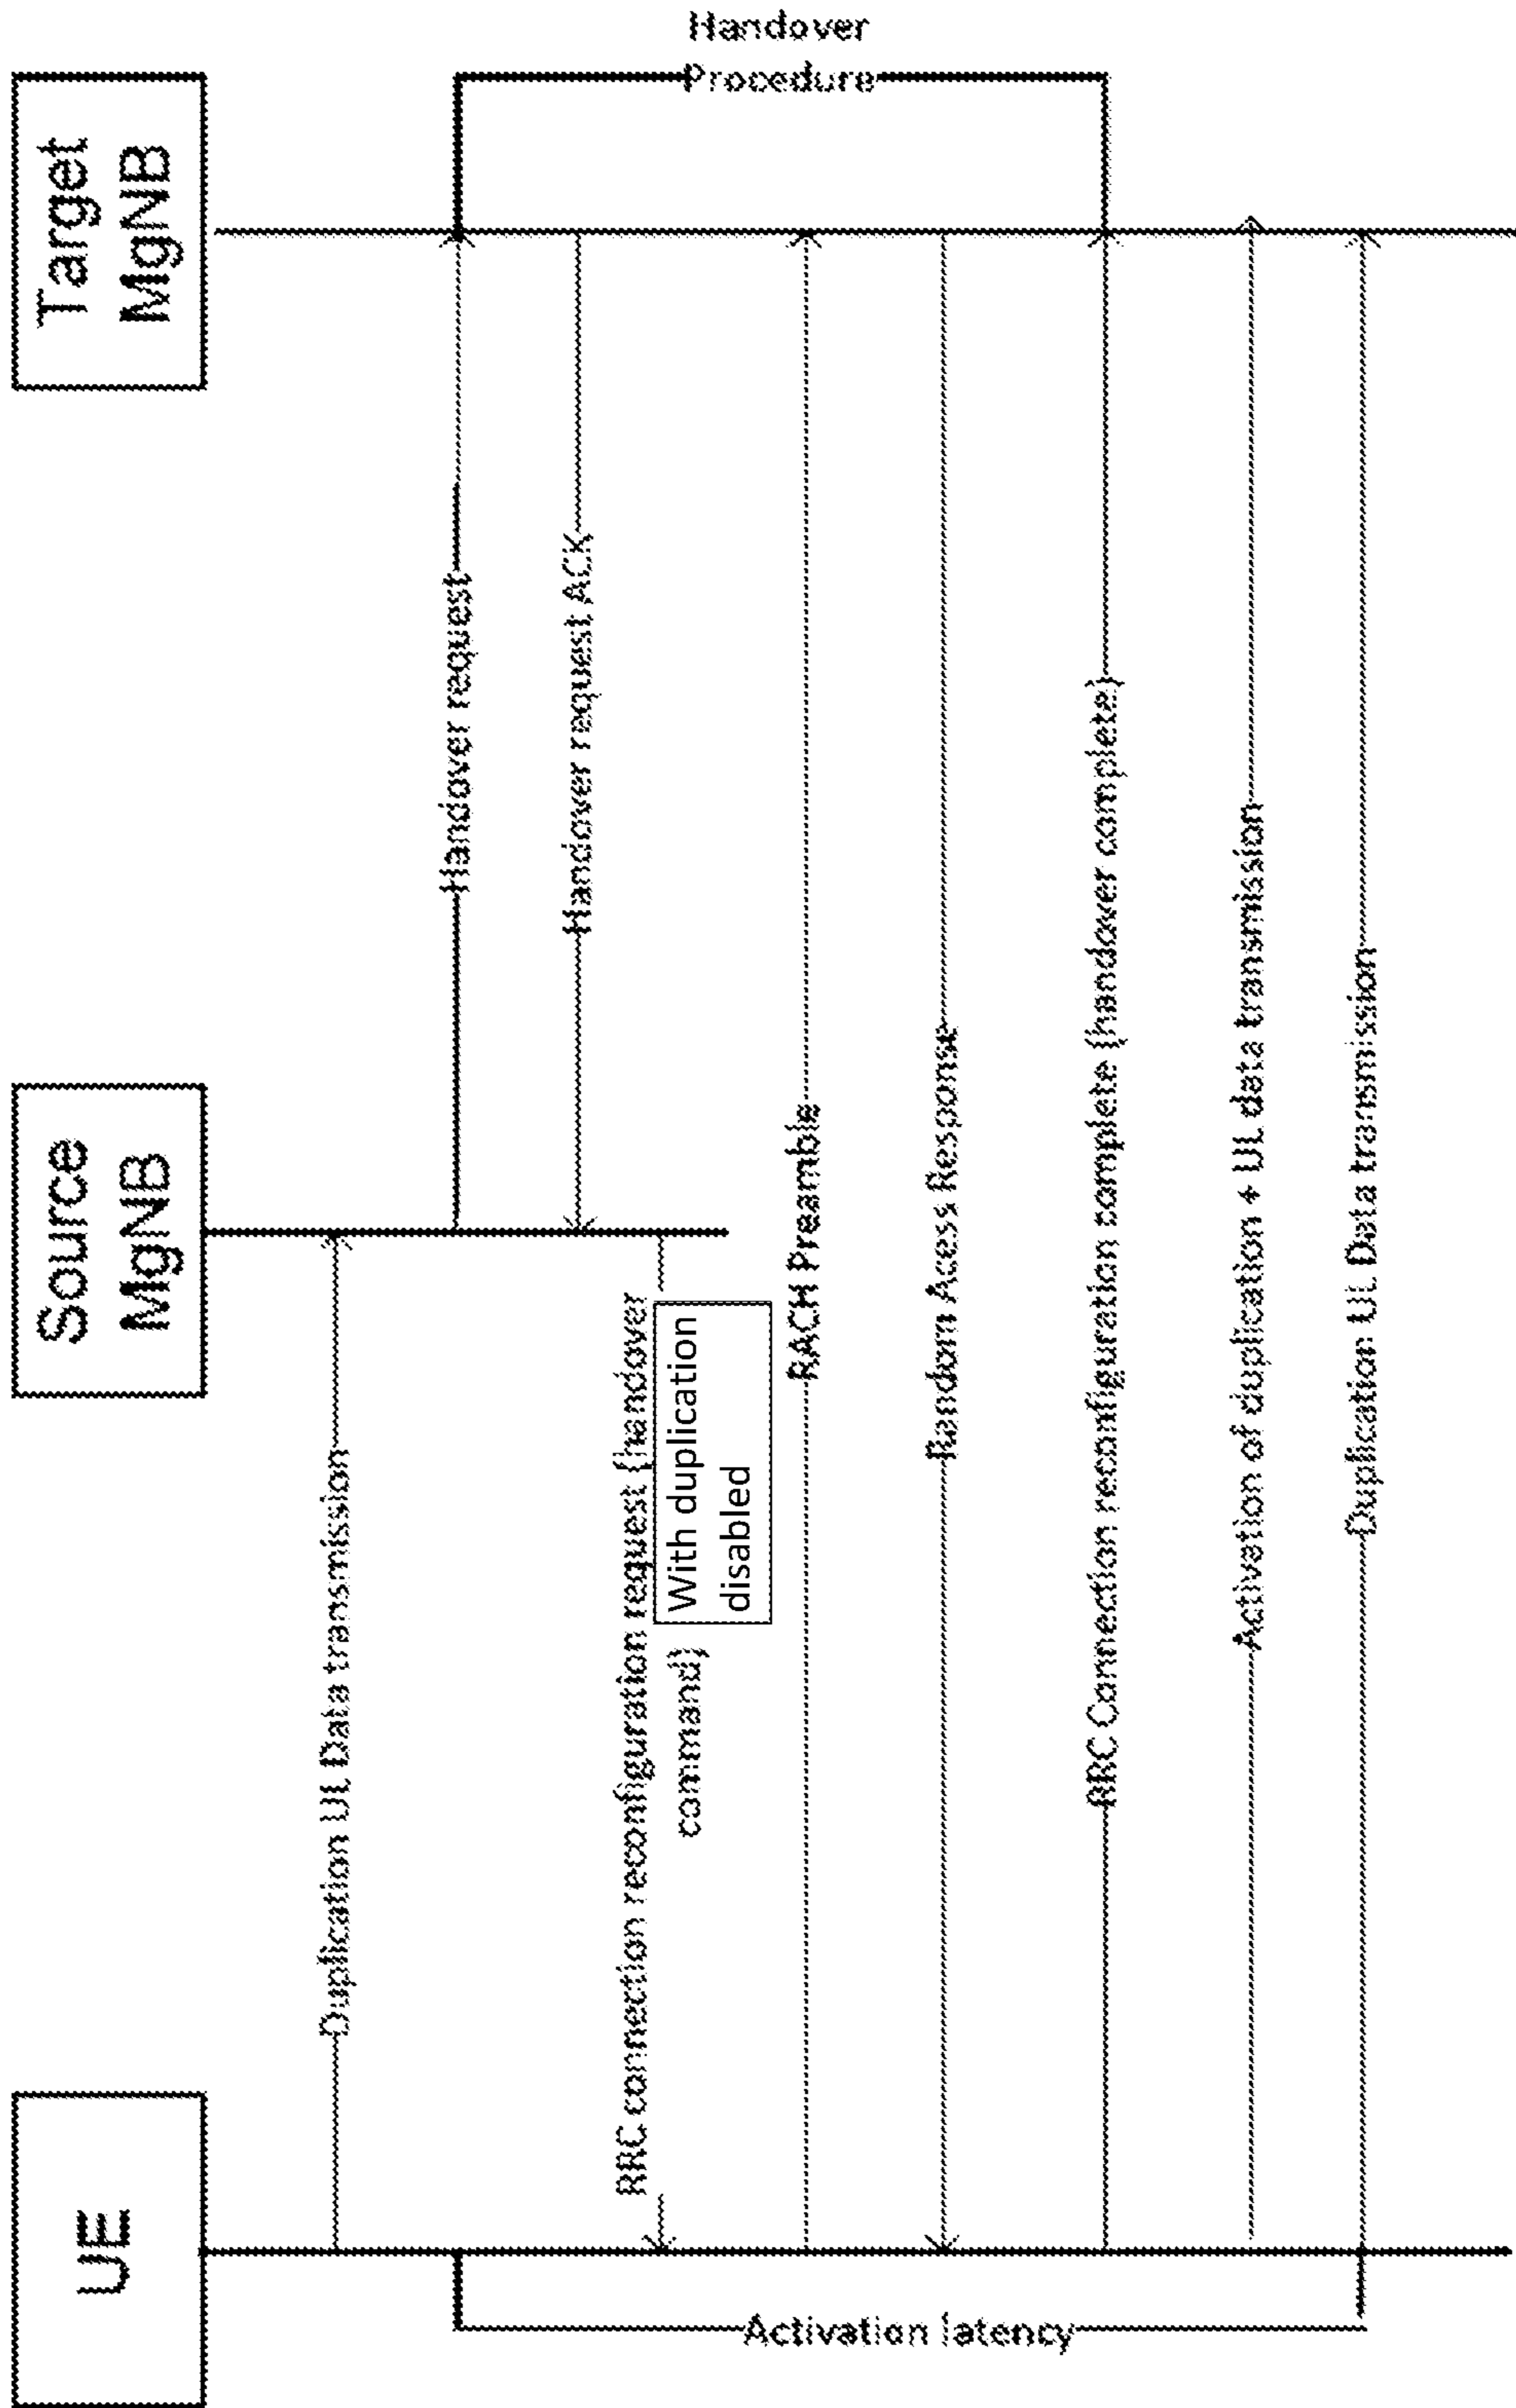 UE
Source
MgNB
Target
MgNB
Duplication UL Data transmission
Handover request
Handover request ACK
RRC connection reconfiguration request (handover
command)
With duplication
disabled
RACH Preamble
Random Acess Response
RRC Connection reconfiguration complete (handover complete)
Activation of duplication + UL data transmission
Duplication UL Data transmission
Activation latency
Handover
Procedure